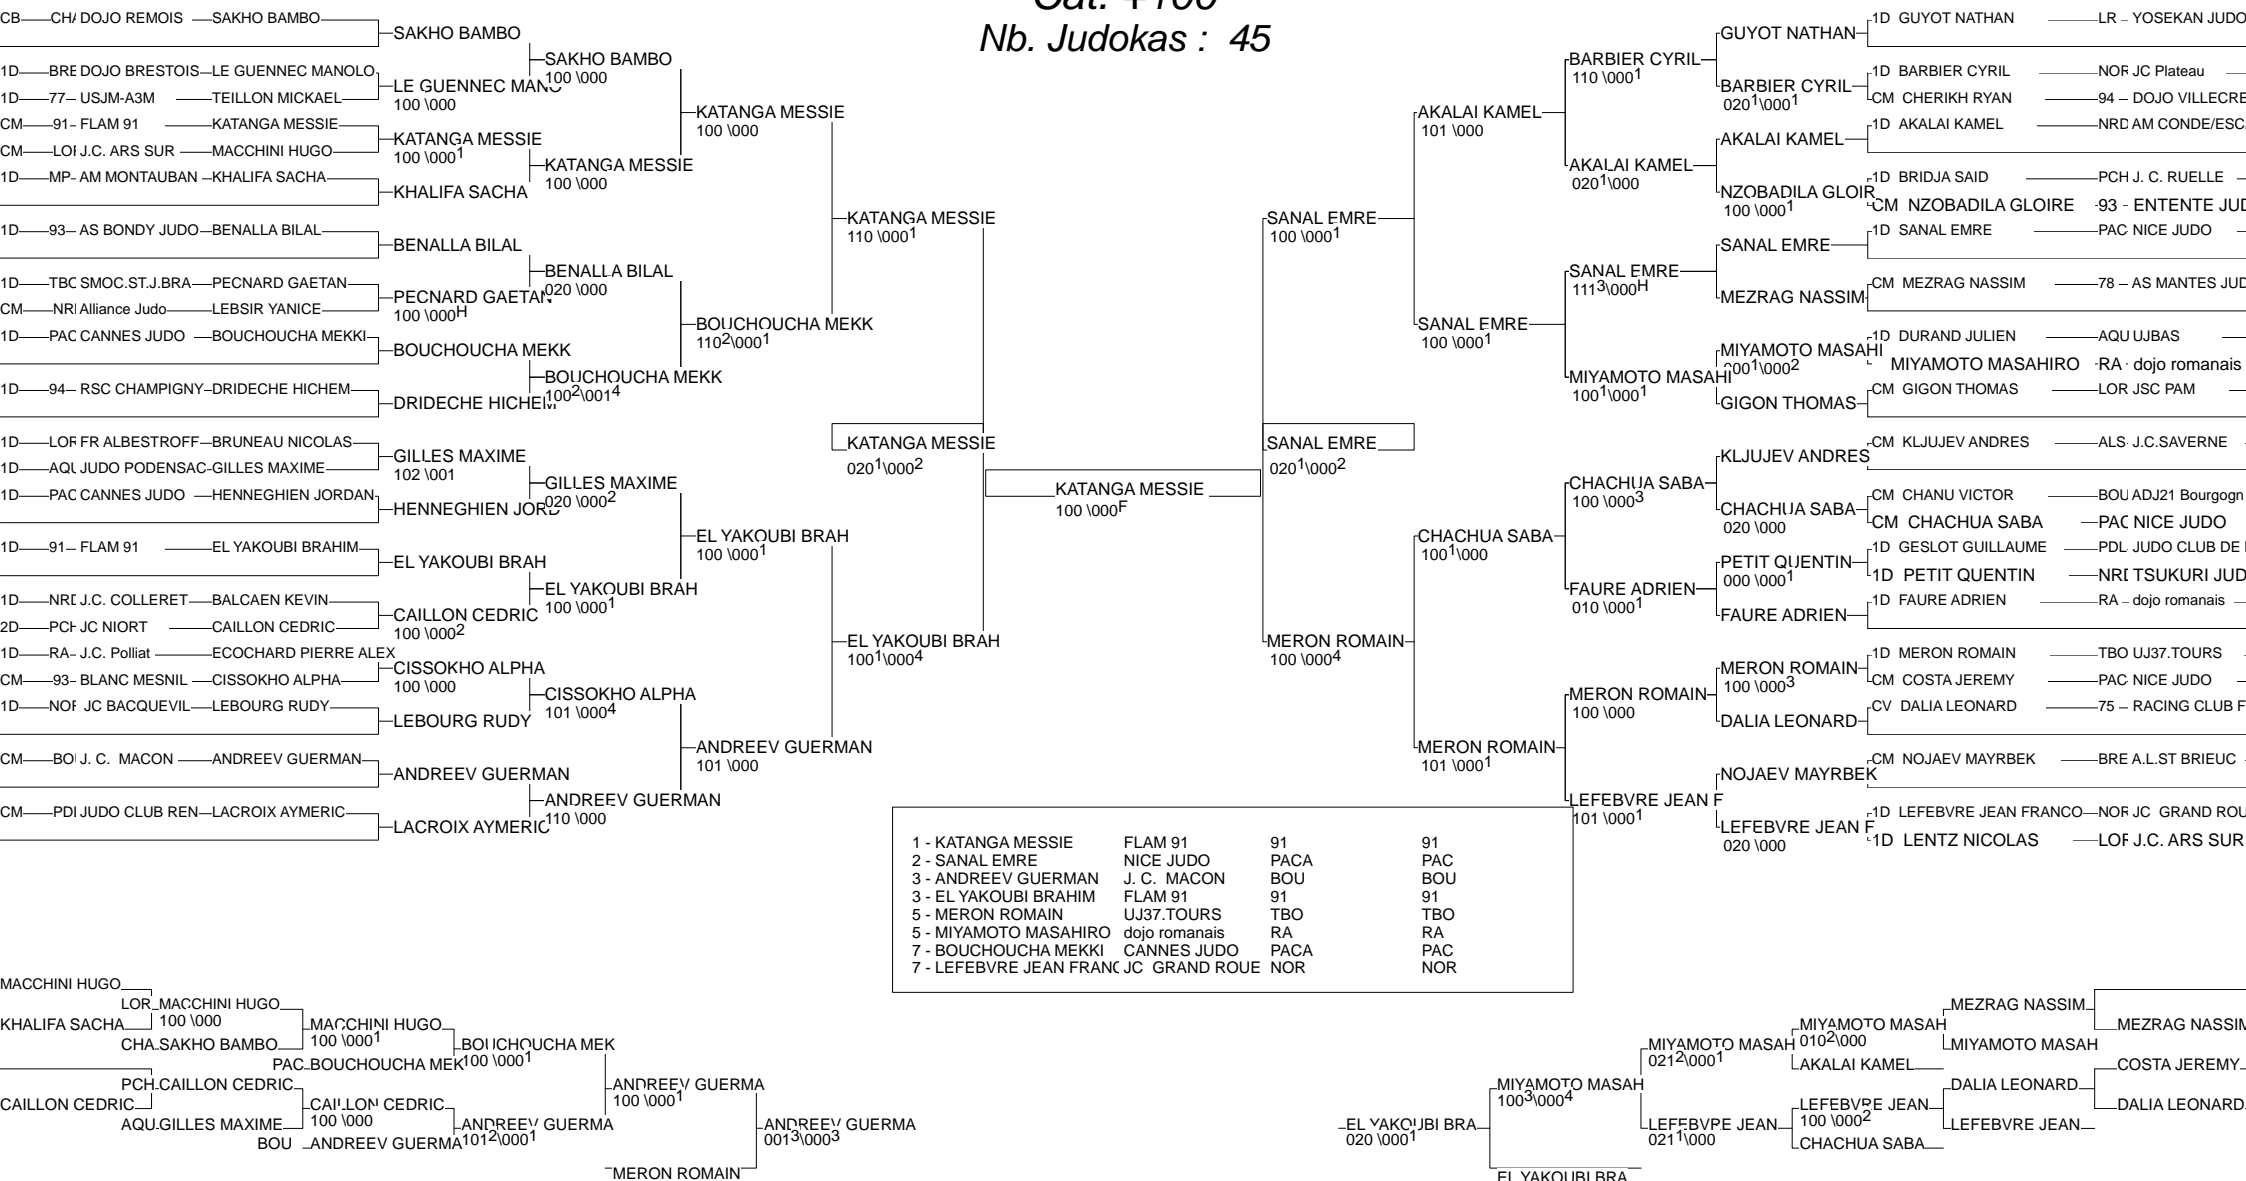 Cat. +100
Nb. Judokas : 45
CB CHA DOJO REMOIS SAKHO BAMBO
1D BRE DOJO BRESTOIS LE GUENNEC MANOLO
1D 77 USJM-A3M TEILLON MICKAEL
CM 91 FLAM 91 KATANGA MESSIE
CM LOR J.C. ARS SUR MACCHINI HUGO
1D MP AM MONTAUBAN KHALIFA SACHA
1D 93 AS BONDY JUDO BENALLA BILAL
1D TBO SMOC.ST.J.BRA PECNARD GAETAN
CM NRD Alliance Judo LEBSIR YANICE
1D PAC CANNES JUDO BOUCHOUCHA MEKKI
1D 94 RSC CHAMPIGNY DRIDECHE HICHEM
1D LOR FR ALBESTROFF BRUNEAU NICOLAS
1D AQU JUDO PODENSAC GILLES MAXIME
1D PAC CANNES JUDO HENNEGHIEN JORDAN
1D 91 FLAM 91 EL YAKOUBI BRAHIM
1D NRD J.C. COLLERET BALCAEN KEVIN
2D PCH JC NIORT CAILLON CEDRIC
1D RA J.C. Polliat ECOCHARD PIERRE ALEX
CM 93 BLANC MESNIL CISSOKHO ALPHA
1D NOR JC BACQUEVIL LEBOURG RUDY
CM BOU J. C. MACON ANDREEV GUERMAN
CM PDL JUDO CLUB REN LACROIX AYMERIC
SAKHO BAMBO
LE GUENNEC MANO
100 \000
KATANGA MESSIE
100 \0001
KHALIFA SACHA
BENALLA BILAL
PECNARD GAETAN
100 \000H
BOUCHOUCHA MEKK
DRIDECHE HICHEM
GILLES MAXIME
102 \001
HENNEGHIEN JORD
EL YAKOUBI BRAH
CAILLON CEDRIC
100 \0002
CISSOKHO ALPHA
100 \000
LEBOURG RUDY
ANDREEV GUERMAN
LACROIX AYMERIC
SAKHO BAMBO
100 \000
KATANGA MESSIE
100 \000
BENALLA BILAL
020 \000
BOUCHOUCHA MEKK
1002\0014
GILLES MAXIME
020 \0002
EL YAKOUBI BRAH
100 \0001
CISSOKHO ALPHA
101 \0004
ANDREEV GUERMAN
110 \000
KATANGA MESSIE
100 \000
BOUCHOUCHA MEKK
1102\0001
EL YAKOUBI BRAH
100 \0001
ANDREEV GUERMAN
101 \000
KATANGA MESSIE
110 \0001
EL YAKOUBI BRAH
1001\0004
KATANGA MESSIE
0201\0002
KATANGA MESSIE
100 \000F
SANAL EMRE
0201\0002
SANAL EMRE
100 \0001
MERON ROMAIN
100 \0004
AKALAI KAMEL
101 \000
SANAL EMRE
100 \0001
CHACHUA SABA
1001\000
MERON ROMAIN
101 \0001
BARBIER CYRIL
110 \0001
AKALAI KAMEL
0201\000
SANAL EMRE
1113\000H
MIYAMOTO MASAHI
1001\0001
CHACHUA SABA
100 \0003
FAURE ADRIEN
010 \0001
MERON ROMAIN
100 \000
LEFEBVRE JEAN F
101 \0001
GUYOT NATHAN
BARBIER CYRIL
0201\0001
AKALAI KAMEL
NZOBADILA GLOIR
100 \0001
SANAL EMRE
MEZRAG NASSIM
MIYAMOTO MASAHI
0001\0002
GIGON THOMAS
KLJUJEV ANDRES
CHACHUA SABA
020 \000
PETIT QUENTIN
000 \0001
FAURE ADRIEN
MERON ROMAIN
100 \0003
DALIA LEONARD
NOJAEV MAYRBEK
LEFEBVRE JEAN F
020 \000
1D GUYOT NATHAN LR YOSEKAN JUDO
1D BARBIER CYRIL NOR JC Plateau
CM CHERIKH RYAN 94 DOJO VILLECRE
1D AKALAI KAMEL NRD AM CONDE/ESC
1D BRIDJA SAID PCH J. C. RUELLE
CM NZOBADILA GLOIRE 93 ENTENTE JUD
1D SANAL EMRE PAC NICE JUDO
CM MEZRAG NASSIM 78 AS MANTES JUD
1D DURAND JULIEN AQU UJBAS
MIYAMOTO MASAHIRO RA dojo romanais
CM GIGON THOMAS LOR JSC PAM
CM KLJUJEV ANDRES ALS J.C.SAVERNE
CM CHANU VICTOR BOU ADJ21 Bourgogn
CM CHACHUA SABA PAC NICE JUDO
1D GESLOT GUILLAUME PDL JUDO CLUB DE
1D PETIT QUENTIN NRD TSUKURI JUD
1D FAURE ADRIEN RA dojo romanais
1D MERON ROMAIN TBO UJ37.TOURS
CM COSTA JEREMY PAC NICE JUDO
CV DALIA LEONARD 75 RACING CLUB F
CM NOJAEV MAYRBEK BRE A.L.ST BRIEUC
1D LEFEBVRE JEAN FRANCO NOR JC GRAND ROU
1D LENTZ NICOLAS LOR J.C. ARS SUR
1 - KATANGA MESSIE FLAM 91 91 91
2 - SANAL EMRE NICE JUDO PACA PAC
3 - ANDREEV GUERMAN J. C. MACON BOU BOU
3 - EL YAKOUBI BRAHIM FLAM 91 91 91
5 - MERON ROMAIN UJ37.TOURS TBO TBO
5 - MIYAMOTO MASAHIRO dojo romanais RA RA
7 - BOUCHOUCHA MEKKI CANNES JUDO PACA PAC
7 - LEFEBVRE JEAN FRANC JC GRAND ROUE NOR NOR
MACCHINI HUGO
KHALIFA SACHA
CAILLON CEDRIC
LOR MACCHINI HUGO
100 \000
CHA SAKHO BAMBO
PCH CAILLON CEDRIC
AQU GILLES MAXIME
MACCHINI HUGO
100 \0001
PAC BOUCHOUCHA MEK
CAILLON CEDRIC
100 \000
BOU ANDREEV GUERMA
BOUCHOUCHA MEK
100 \0001
ANDREEV GUERMA
1012\0001
ANDREEV GUERMA
100 \0001
MERON ROMAIN
ANDREEV GUERMA
0013\0003
EL YAKOUBI BRA
020 \0001
MIYAMOTO MASAH
1003\0004
EL YAKOUBI BRA
MIYAMOTO MASAH
0212\0001
LEFEBVRE JEAN
0211\000
MIYAMOTO MASAH
0102\000
AKALAI KAMEL
LEFEBVRE JEAN
100 \0002
CHACHUA SABA
MEZRAG NASSIM
MIYAMOTO MASAH
DALIA LEONARD
LEFEBVRE JEAN
MEZRAG NASSIM
COSTA JEREMY
DALIA LEONARD